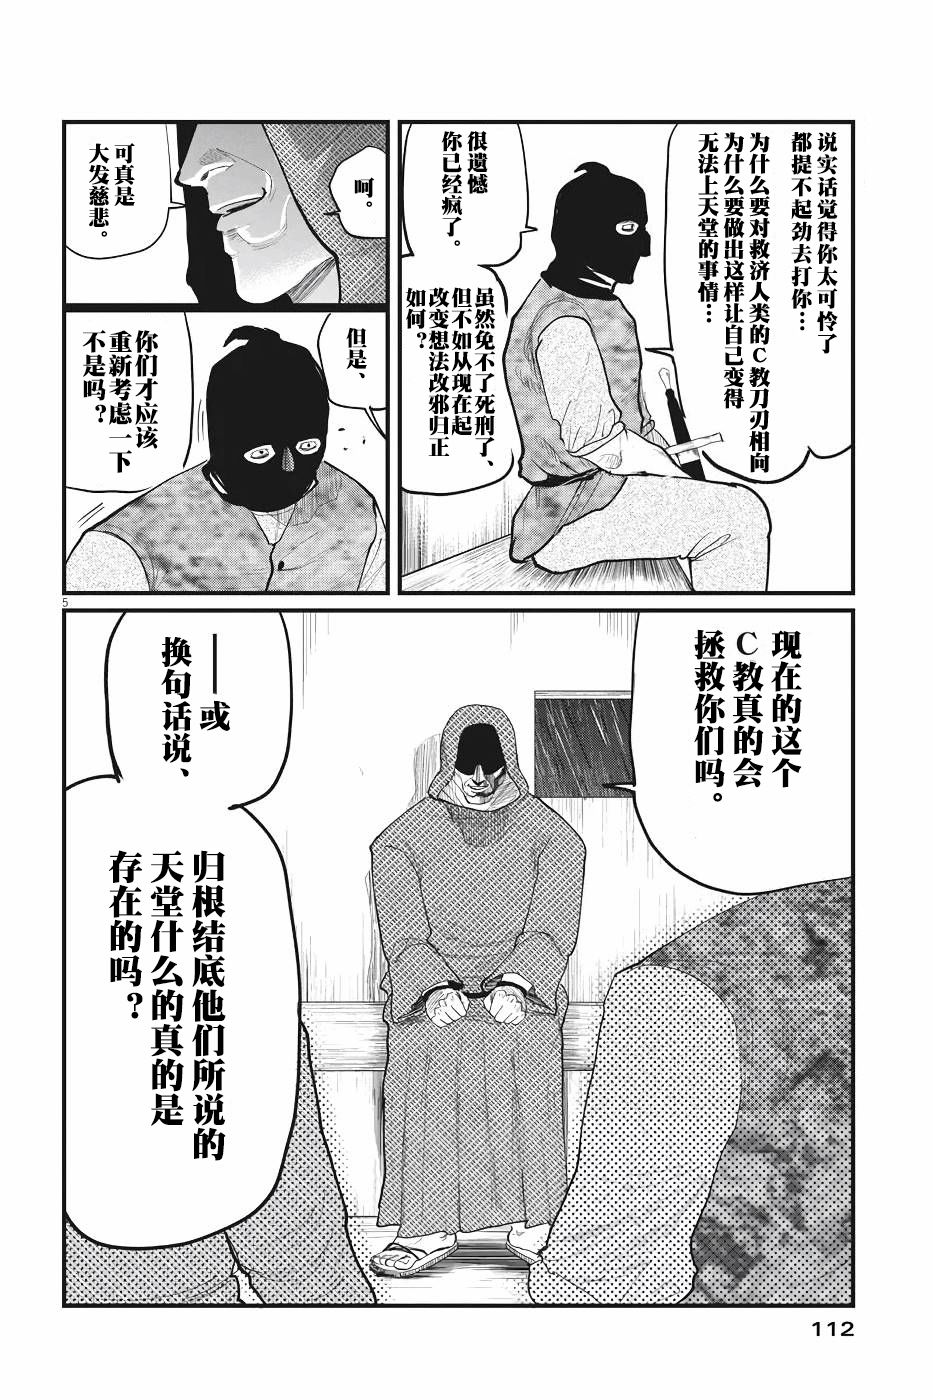 说实话觉得你太可怜了
都提不起劲去打你…
为什么要对救济人类的C教刀刃相向
为什么要做出这样让自己变得
无法上天堂的事情…
很遗憾
你已经疯了。
虽然免不了死刑了、
但不如从现在起
改变想法改邪归正
如何？
呵。
可真是
大发慈悲。
但是、
你们才应该
重新考虑一下
不是吗？
5
现在的这个
C教真的会
拯救你们吗。
——或
换句话说、
归根结底他们所说的
天堂什么的真的是
存在的吗？
112